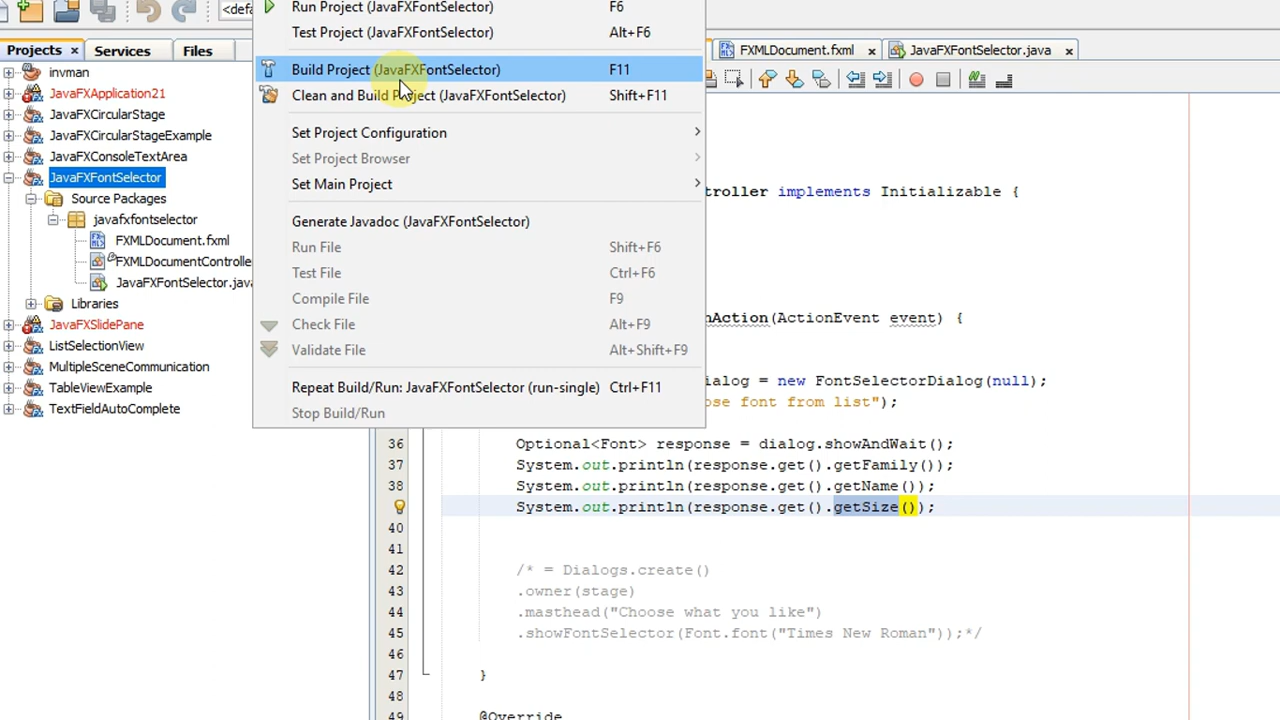 <defa
Run Project (JavaFXFontSelector) F6
Test Project (JavaFXFontSelector) Alt+F6
Build Project (JavaFXFontSelector) F11
Clean and Build Project (JavaFXFontSelector) Shift+F11
Set Project Configuration
Set Project Browser
Set Main Project
Generate Javadoc (JavaFXFontSelector)
Run File Shift+F6
Test File Ctrl+F6
Compile File F9
Check File Alt+F9
Validate File Alt+Shift+F9
Repeat Build/Run: JavaFXFontSelector (run-single) Ctrl+F11
Stop Build/Run
Projects × Services Files
invman
JavaFXApplication21
JavaFXCircularStage
JavaFXCircularStageExample
JavaFXConsoleTextArea
JavaFXFontSelector
Source Packages
javafxfontselector
FXMLDocument.fxml
FXMLDocumentControlle
JavaFXFontSelector.java
Libraries
JavaFXSlidePane
ListSelectionView
MultipleSceneCommunication
TableViewExample
TextFieldAutoComplete
FXMLDocument.fxml × JavaFXFontSelector.java ×
troller implements Initializable {
nAction(ActionEvent event) {
ialog = new FontSelectorDialog(null);
ose font from list");
36 Optional<Font> response = dialog.showAndWait();
37 System.out.println(response.get().getFamily());
38 System.out.println(response.get().getName());
System.out.println(response.get().getSize());
40
41
42 /* = Dialogs.create()
43 .owner(stage)
44 .masthead("Choose what you like")
45 .showFontSelector(Font.font("Times New Roman"));*/
46
47 }
48
49 @Override